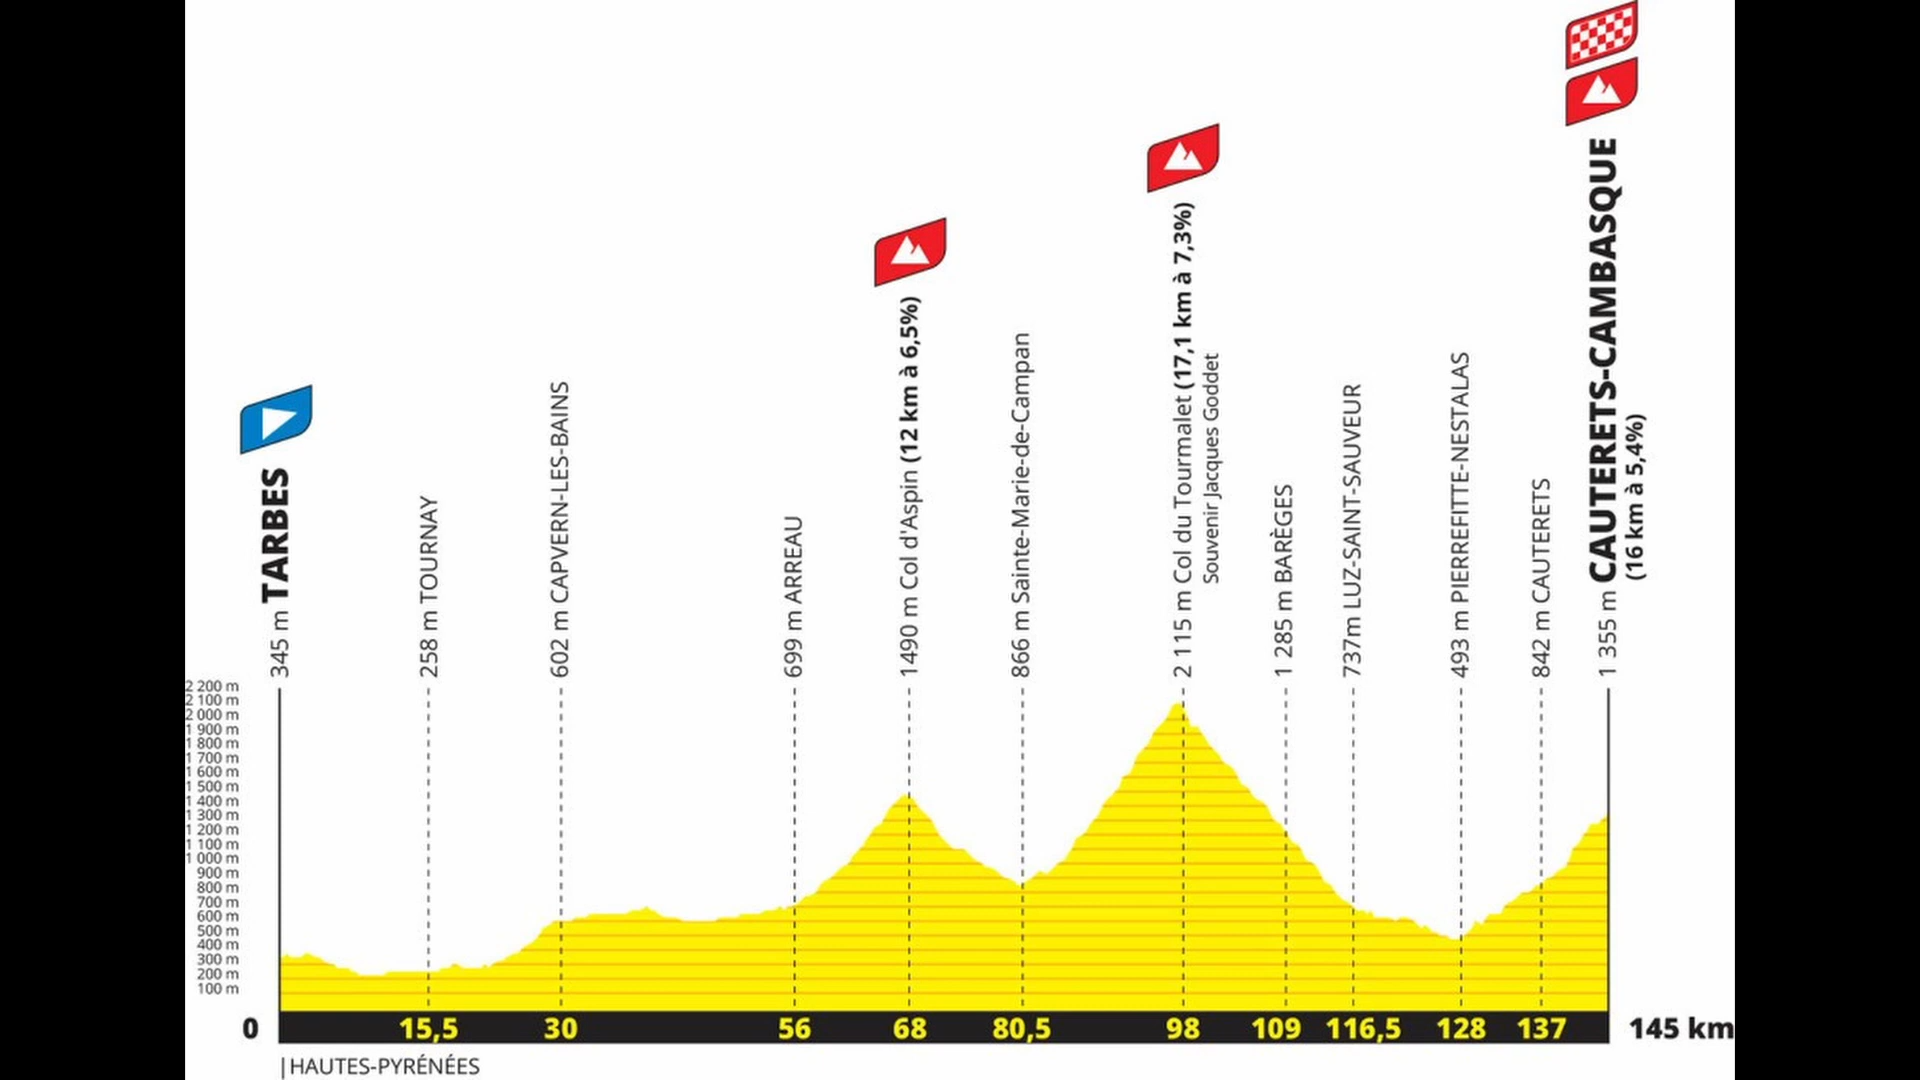 345 m TARBES
258 m TOURNAY
602 m CAPVERN-LES-BAINS
699 m ARREAU
1490 m Col d'Aspin (12 km à 6,5%)
866 m Sainte-Marie-de-Campan
2 115 m Col du Tourmalet (17,1 km à 7,3%)
Souvenir Jacques Goddet
1 285 m BARÈGES
737m LUZ-SAINT-SAUVEUR
493 m PIERREFITTE-NESTALAS
842 m CAUTERETS
1 355 m CAUTERETS-CAMBASQUE
(16 km à 5,4%)
2 200 m
2 100 m
2 000 m
1 900 m
1 800 m
1 700 m
1 600 m
1 500 m
1 400 m
1 300 m
1 200 m
1 100 m
1 000 m
900 m
800 m
700 m
600 m
500 m
400 m
300 m
200 m
100 m
0 15,5 30 56 68 80,5 98 109 116,5 128 137 145 km
|HAUTES-PYRÉNÉES